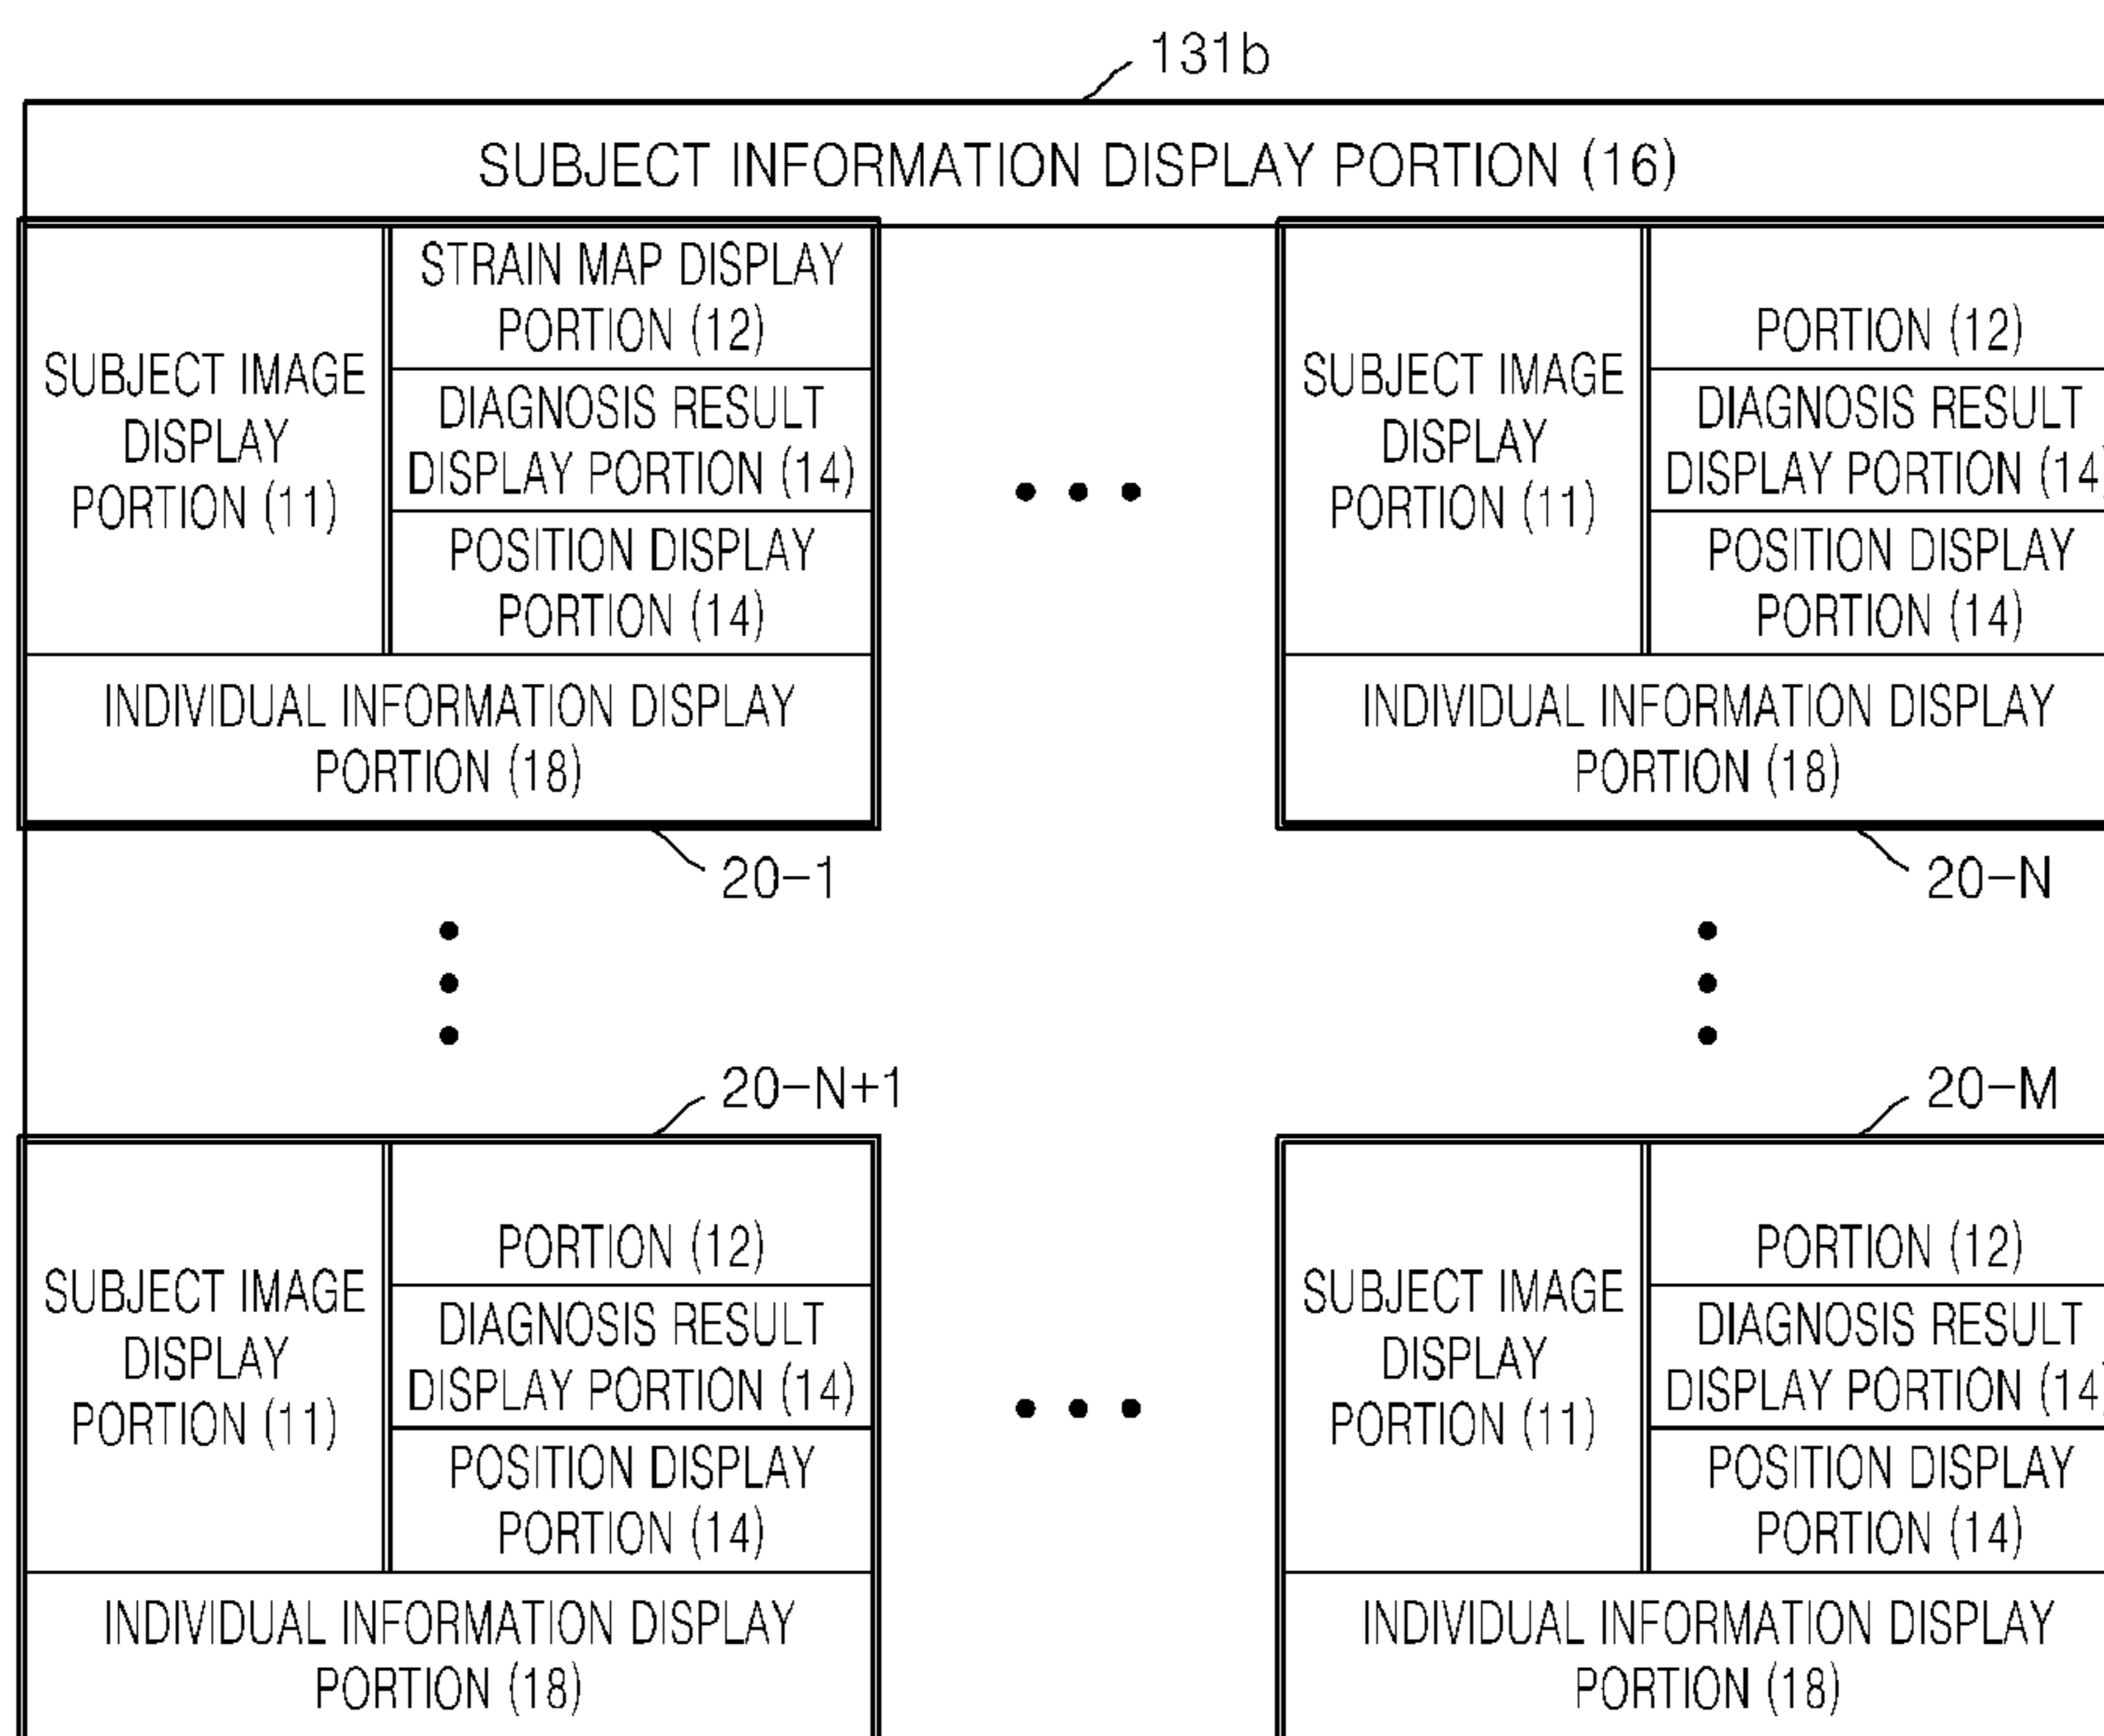 131b
SUBJECT INFORMATION DISPLAY PORTION (16)
SUBJECT IMAGE
DISPLAY
PORTION (11)
STRAIN MAP DISPLAY
PORTION (12)
DIAGNOSIS RESULT
DISPLAY PORTION (14)
POSITION DISPLAY
PORTION (14)
INDIVIDUAL INFORMATION DISPLAY
PORTION (18)
20-1
SUBJECT IMAGE
DISPLAY
PORTION (11)
PORTION (12)
DIAGNOSIS RESULT
DISPLAY PORTION (14)
POSITION DISPLAY
PORTION (14)
INDIVIDUAL INFORMATION DISPLAY
PORTION (18)
20-N
20-N+1
SUBJECT IMAGE
DISPLAY
PORTION (11)
PORTION (12)
DIAGNOSIS RESULT
DISPLAY PORTION (14)
POSITION DISPLAY
PORTION (14)
INDIVIDUAL INFORMATION DISPLAY
PORTION (18)
20-M
SUBJECT IMAGE
DISPLAY
PORTION (11)
PORTION (12)
DIAGNOSIS RESULT
DISPLAY PORTION (14)
POSITION DISPLAY
PORTION (14)
INDIVIDUAL INFORMATION DISPLAY
PORTION (18)